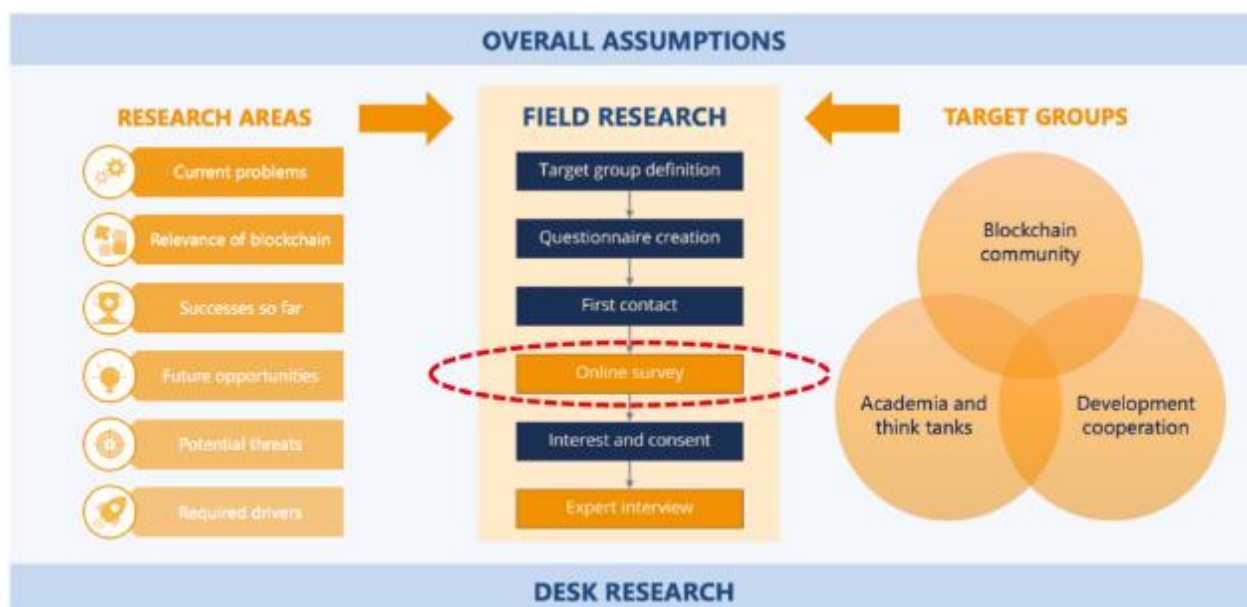 OVERALL ASSUMPTIONS
RESEARCH AREAS
Current problems
Relevance of blockchain
Successes so far
Future opportunities
Potential threats
Required drivers
FIELD RESEARCH
Target group definition
Questionnaire creation
First contact
Online survey
Interest and consent
Expert interview
TARGET GROUPS
Blockchain
community
Academia and
think tanks
Development
cooperation
DESK RESEARCH